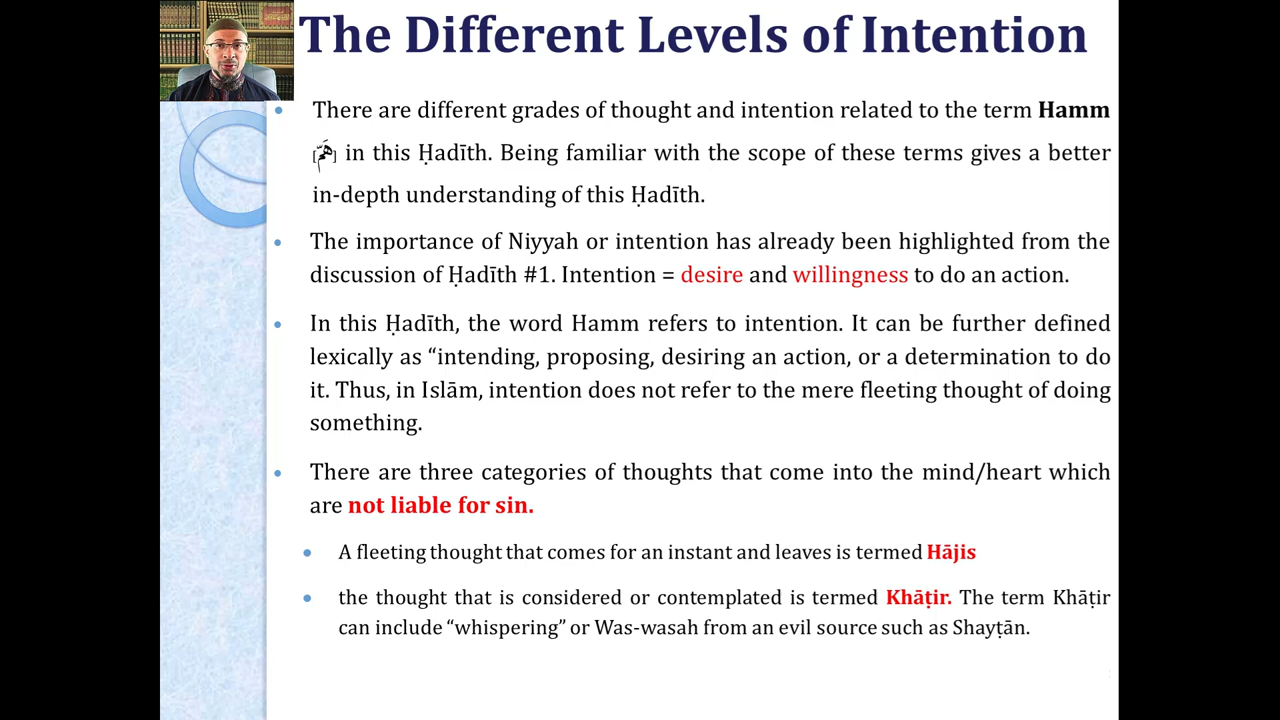 The Different Levels of Intention
There are different grades of thought and intention related to the term Hamm
[هَمّ] in this Ḥadīth. Being familiar with the scope of these terms gives a better
in-depth understanding of this Ḥadīth.
The importance of Niyyah or intention has already been highlighted from the
discussion of Ḥadīth #1. Intention = desire and willingness to do an action.
In this Ḥadīth, the word Hamm refers to intention. It can be further defined
lexically as “intending, proposing, desiring an action, or a determination to do
it. Thus, in Islām, intention does not refer to the mere fleeting thought of doing
something.
There are three categories of thoughts that come into the mind/heart which
are not liable for sin.
A fleeting thought that comes for an instant and leaves is termed Hājis
the thought that is considered or contemplated is termed Khāṭir. The term Khāṭir
can include “whispering” or Was-wasah from an evil source such as Shayṭān.